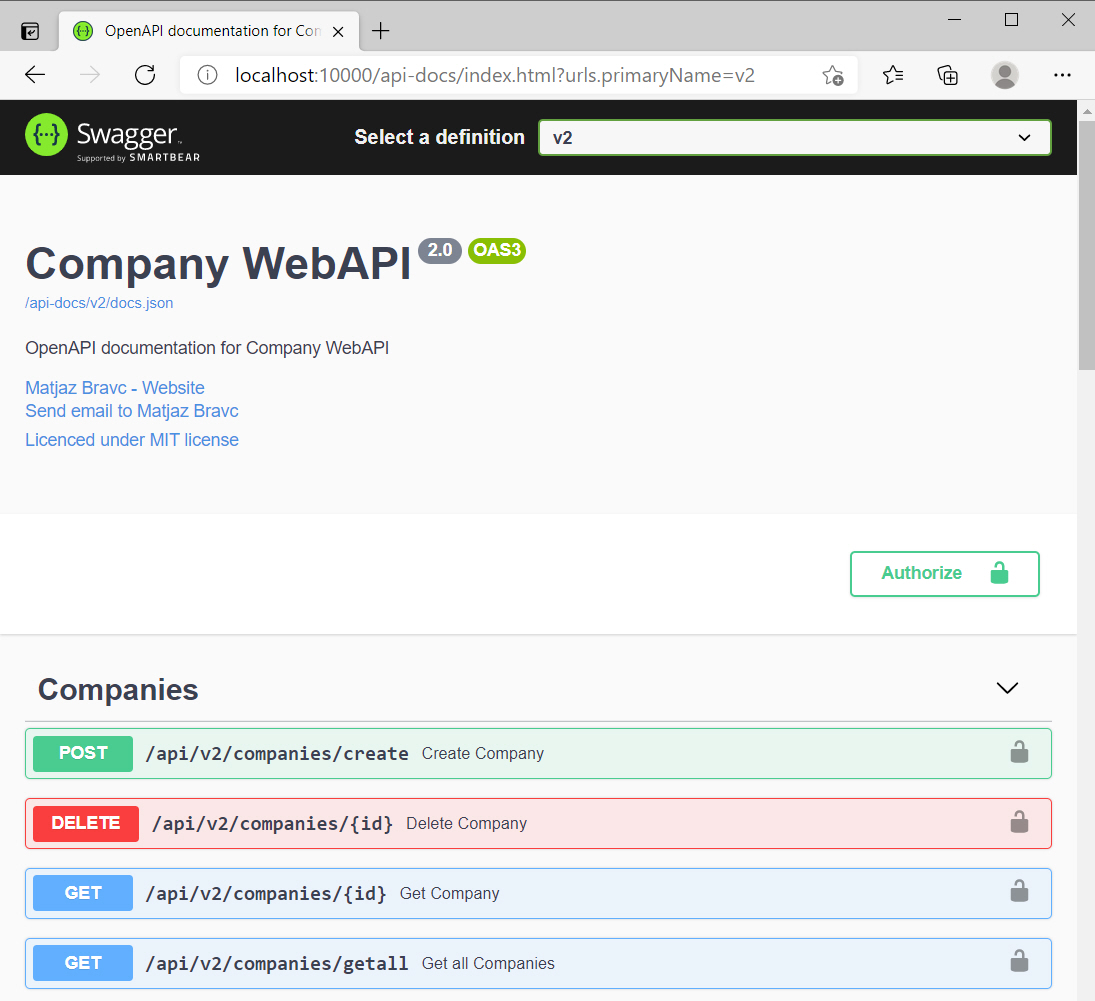 OpenAPI documentation for Con
localhost:10000/api-docs/index.html?urls.primaryName=v2
Swagger
Supported by SMARTBEAR
Select a definition
v2
Company WebAPI 2.0 OAS3
/api-docs/v2/docs.json
OpenAPI documentation for Company WebAPI
Matjaz Bravc - Website
Send email to Matjaz Bravc
Licenced under MIT license
Authorize
Companies
POST /api/v2/companies/create Create Company
DELETE /api/v2/companies/{id} Delete Company
GET /api/v2/companies/{id} Get Company
GET /api/v2/companies/getall Get all Companies